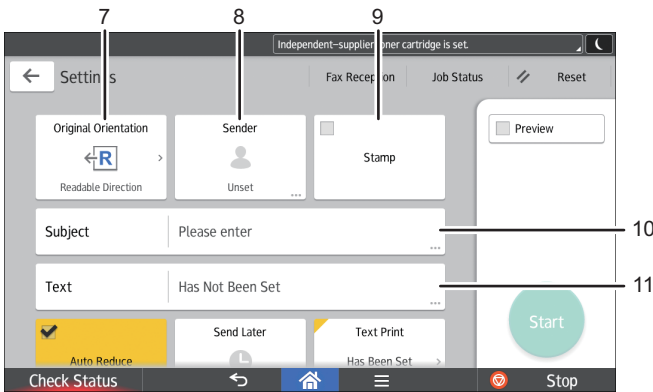 7 8 9
Independent-supplier toner cartridge is set.
Settings Fax Reception Job Status Reset
Original Orientation Sender Preview
R Stamp
Readable Direction Unset
Subject Please enter 10
Text Has Not Been Set 11
Start
Send Later Text Print
Auto Reduce Has Been Set
Check Status Stop